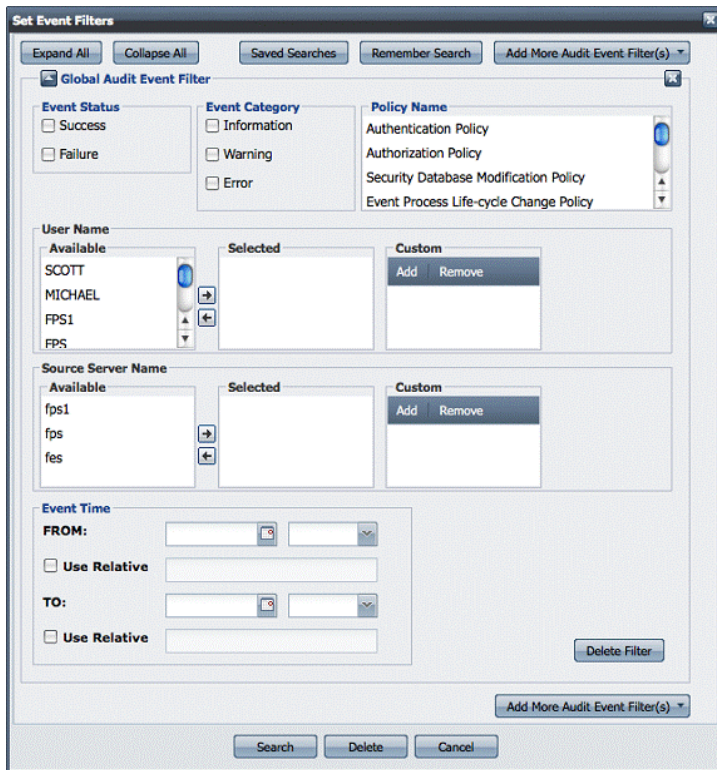 Set Event Filters
Expand All Collapse All Saved Searches Remember Search Add More Audit Event Filter(s)
Global Audit Event Filter
Event Status
Success
Failure
Event Category
Information
Warning
Error
Policy Name
Authentication Policy
Authorization Policy
Security Database Modification Policy
Event Process Life-cycle Change Policy
User Name
Available
SCOTT
MICHAEL
FPS1
FPS
Selected
Custom
Add Remove
Source Server Name
Available
fps1
fps
fes
Selected
Custom
Add Remove
Event Time
FROM:
Use Relative
TO:
Use Relative
Delete Filter
Add More Audit Event Filter(s)
Search Delete Cancel